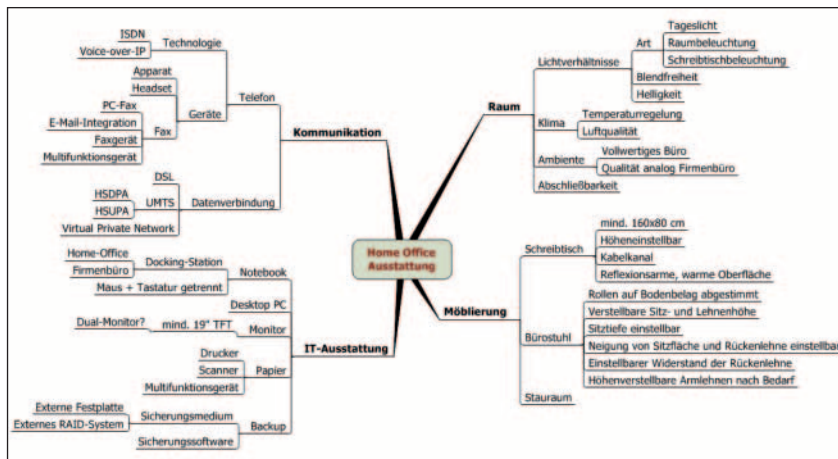 Home Office
Ausstattung
Kommunikation
Telefon
Technologie
ISDN
Voice-over-IP
Geräte
Apparat
Headset
Fax
PC-Fax
E-Mail-Integration
Faxgerät
Multifunktionsgerät
Datenverbindung
DSL
UMTS
HSDPA
HSUPA
Virtual Private Network
IT-Ausstattung
Notebook
Docking-Station
Home-Office
Firmenbüro
Maus + Tastatur getrennt
Desktop PC
Monitor
mind. 19" TFT
Dual-Monitor?
Papier
Drucker
Scanner
Multifunktionsgerät
Backup
Sicherungsmedium
Externe Festplatte
Externes RAID-System
Sicherungssoftware
Raum
Lichtverhältnisse
Art
Tageslicht
Raumbeleuchtung
Schreibtischbeleuchtung
Blendfreiheit
Helligkeit
Klima
Temperaturregelung
Luftqualität
Ambiente
Vollwertiges Büro
Qualität analog Firmenbüro
Abschließbarkeit
Möblierung
Schreibtisch
mind. 160x80 cm
Höheneinstellbar
Kabelkanal
Reflexionsarme, warme Oberfläche
Bürostuhl
Rollen auf Bodenbelag abgestimmt
Verstellbare Sitz- und Lehnenhöhe
Sitztiefe einstellbar
Neigung von Sitzfläche und Rückenlehne einstellbar
Einstellbarer Widerstand der Rückenlehne
Höhenverstellbare Armlehnen nach Bedarf
Stauraum